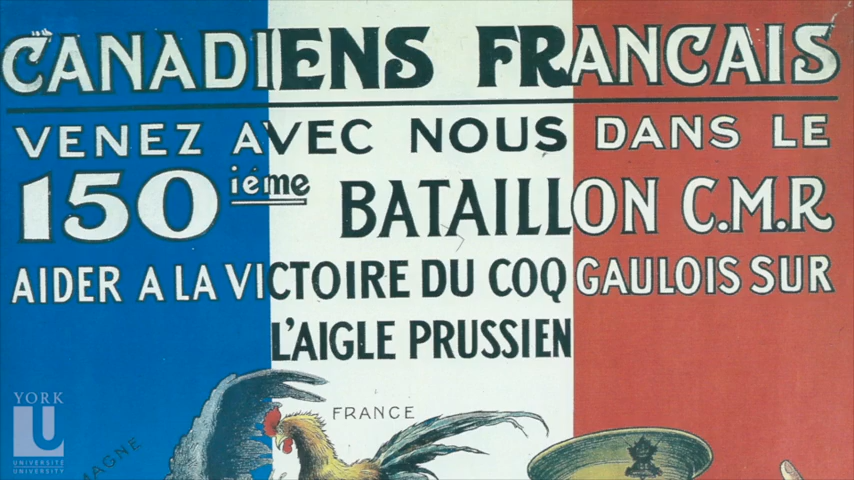 CANADIENS FRANCAIS
VENEZ AVEC NOUS DANS LE
150ième BATAILLON C.M.R
AIDER A LA VICTOIRE DU COQ GAULOIS SUR
L'AIGLE PRUSSIEN
FRANCE
MAGNE
YORK
U
UNIVERSITÉ
UNIVERSITY